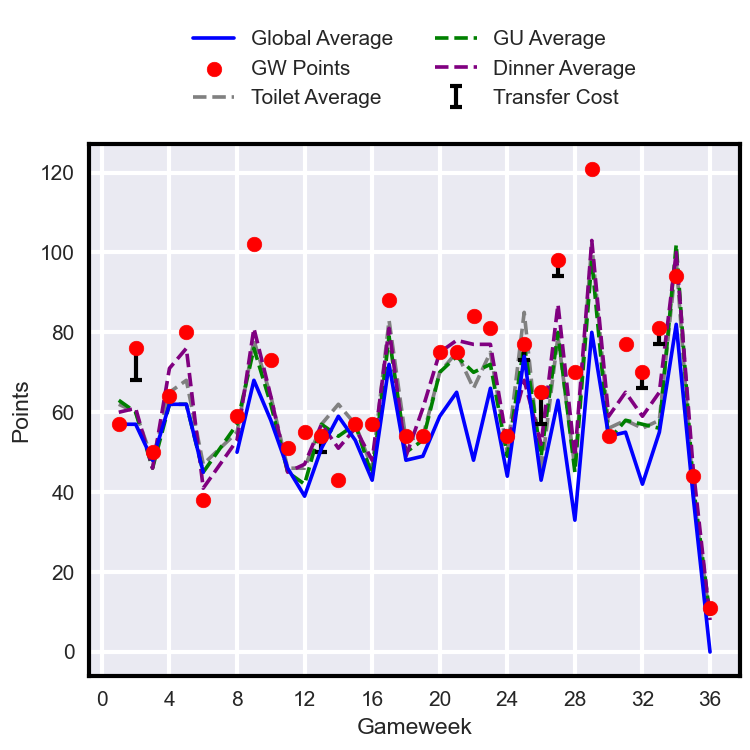 Global Average
GW Points
Toilet Average
GU Average
Dinner Average
Transfer Cost
120
100
80
60
40
20
0
Points
0 4 8 12 16 20 24 28 32 36
Gameweek